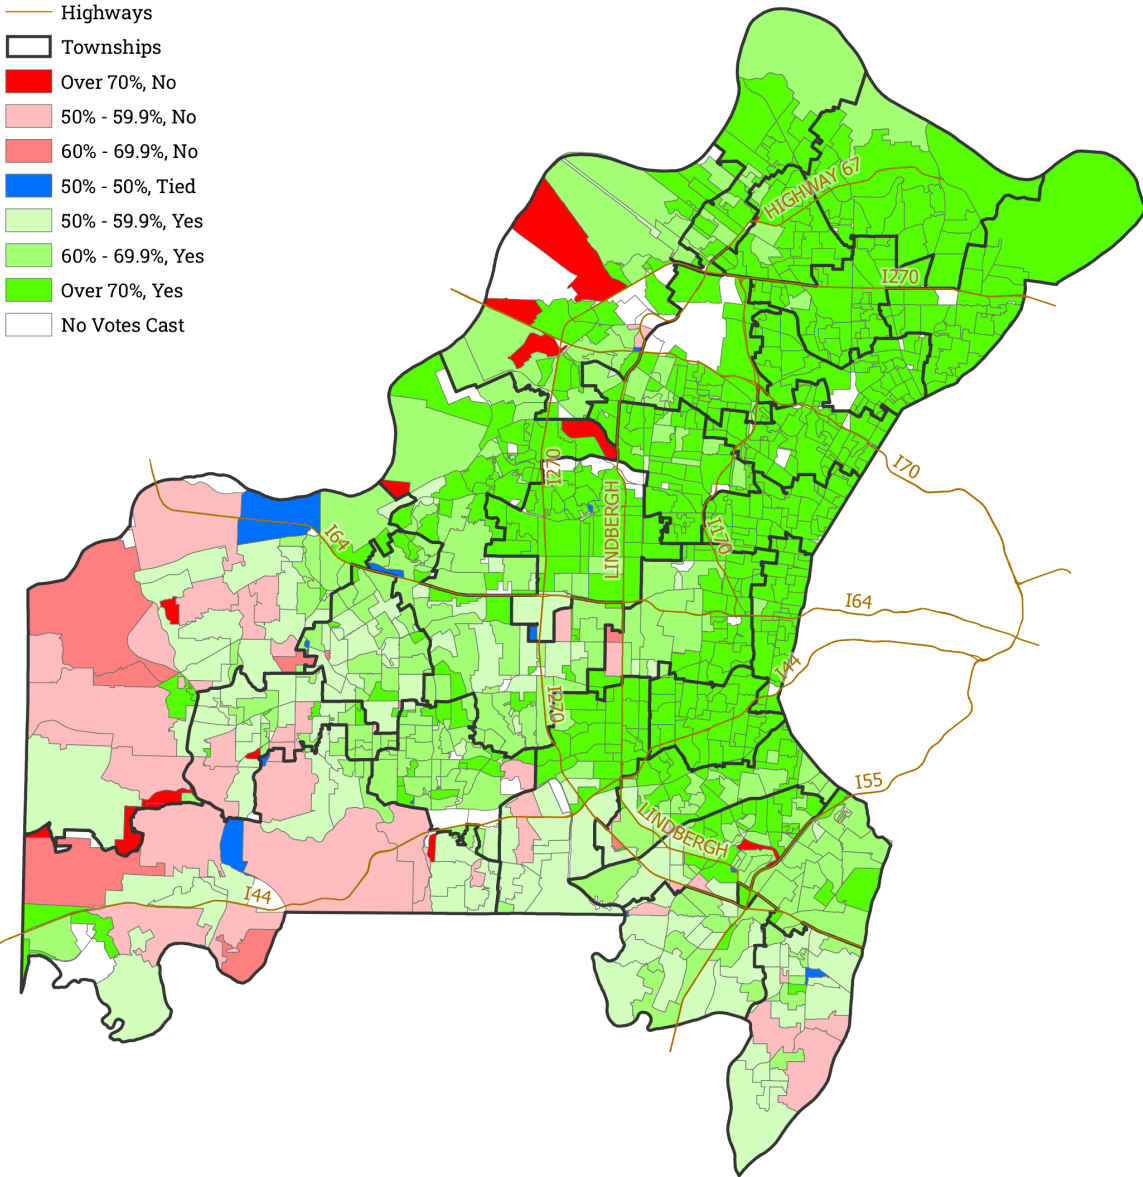 Highways
Townships
Over 70%, No
50% - 59.9%, No
60% - 69.9%, No
50% - 50%, Tied
50% - 59.9%, Yes
60% - 69.9%, Yes
Over 70%, Yes
No Votes Cast
HIGHWAY 67
I270
I70
I270
LINDBERGH
I170
I64
I64
I44
I270
I55
LINDBERGH
I44